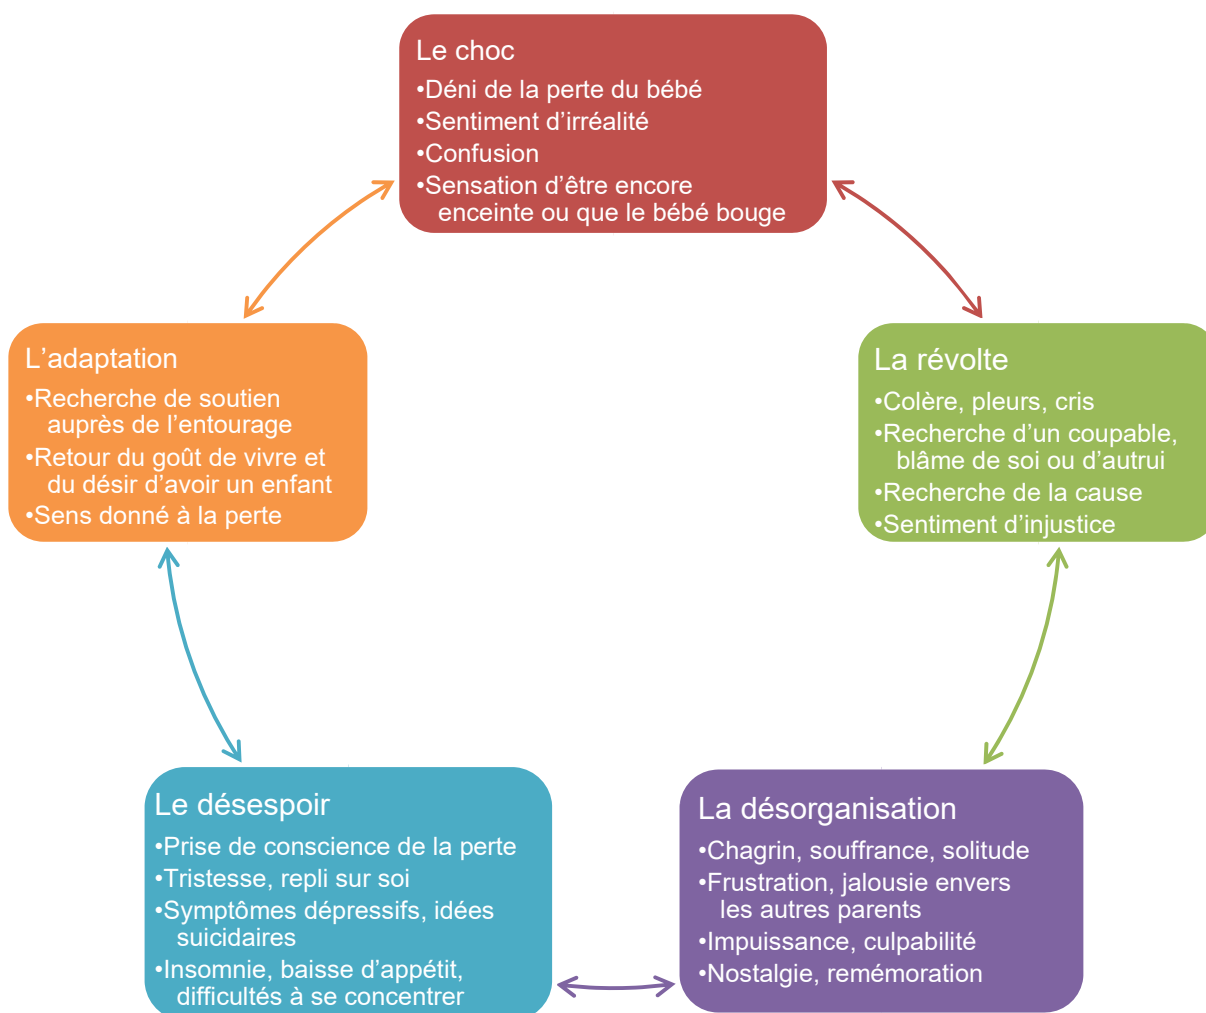 Le choc
•Déni de la perte du bébé
•Sentiment d’irréalité
•Confusion
•Sensation d’être encore
enceinte ou que le bébé bouge
La révolte
•Colère, pleurs, cris
•Recherche d’un coupable,
blâme de soi ou d’autrui
•Recherche de la cause
•Sentiment d’injustice
La désorganisation
•Chagrin, souffrance, solitude
•Frustration, jalousie envers
les autres parents
•Impuissance, culpabilité
•Nostalgie, remémoration
Le désespoir
•Prise de conscience de la perte
•Tristesse, repli sur soi
•Symptômes dépressifs, idées
suicidaires
•Insomnie, baisse d’appétit,
difficultés à se concentrer
L’adaptation
•Recherche de soutien
auprès de l’entourage
•Retour du goût de vivre et
du désir d’avoir un enfant
•Sens donné à la perte